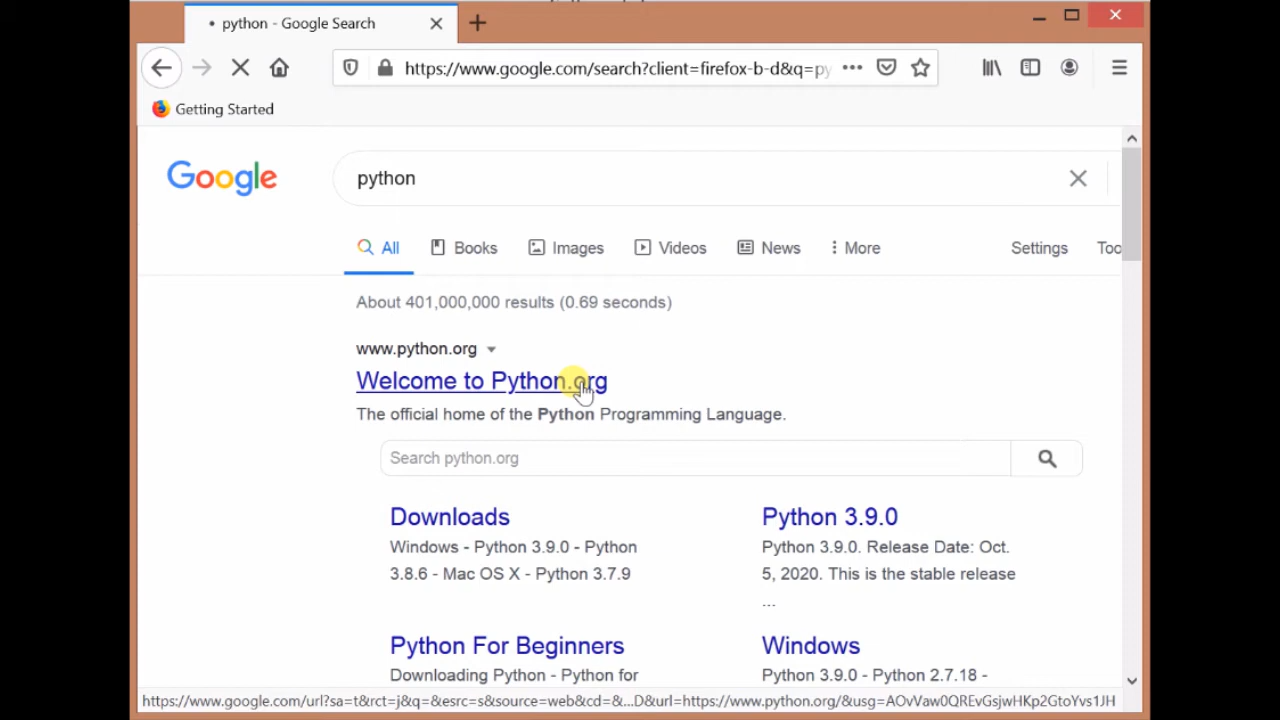 • python - Google Search
https://www.google.com/search?client=firefox-b-d&q=py
Getting Started
Google
python
All Books Images Videos News More Settings Too
About 401,000,000 results (0.69 seconds)
www.python.org
Welcome to Python.org
The official home of the Python Programming Language.
Search python.org
Downloads
Windows - Python 3.9.0 - Python
3.8.6 - Mac OS X - Python 3.7.9
Python 3.9.0
Python 3.9.0. Release Date: Oct.
5, 2020. This is the stable release
...
Python For Beginners
Downloading Python - Python for
Windows
Python 3.9.0 - Python 2.7.18 -
https://www.google.com/url?sa=t&rct=j&q=&esrc=s&source=web&cd=&...D&url=https://www.python.org/&usg=AOvVaw0QREvGsjwHKp2GtoYvs1JH